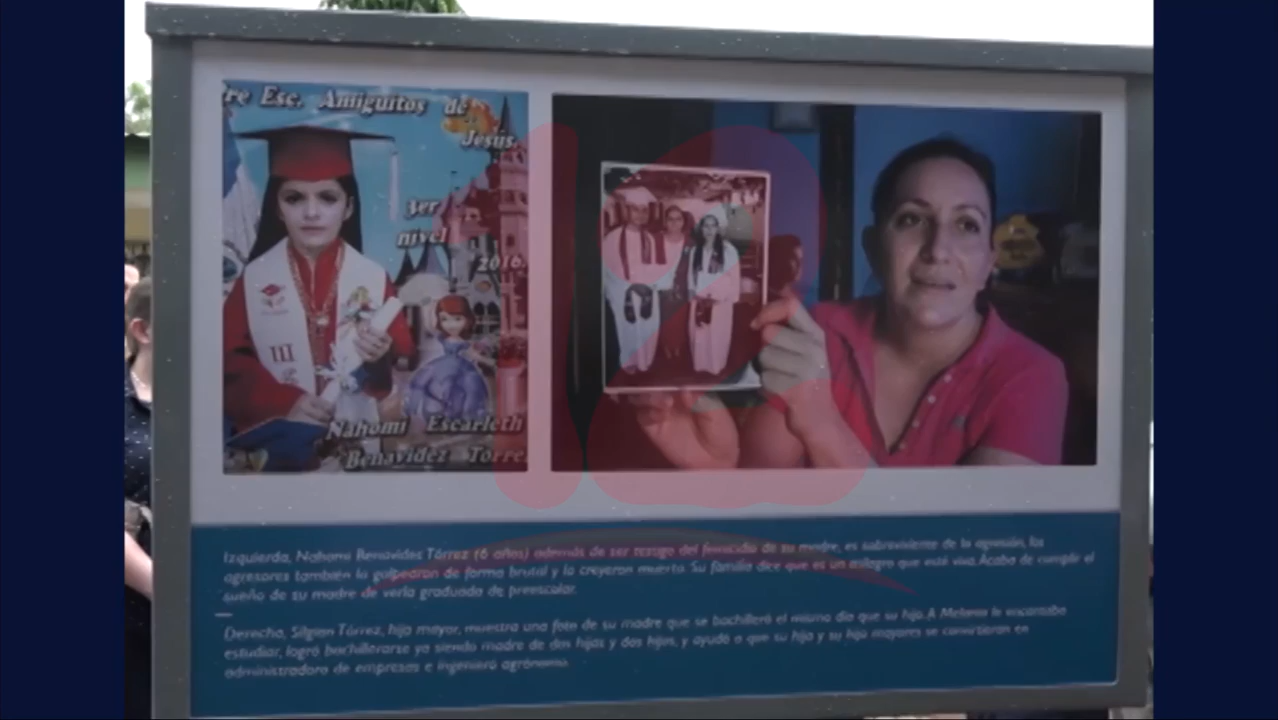 re Esc. Amiguitos de
Jesús
3er
nivel
2016
III
Nahomi Escarleth
Benavidez Torre
Izquierda, Nahomi Benavides Tórrez (6 años) además de ser testigo del femicidio de su madre, es sobreviviente de la agresión, los
agresores también la golpearon de forma brutal y la creyeron muerta. Su familia dice que es un milagro que esté viva. Acaba de cumplir el
sueño de su madre de verla graduada de preescolar.
Derecha, Silgian Tórrez, hija mayor, muestra una foto de su madre que se bachilleró el mismo día que su hija. A Melania le encantaba
estudiar, logró bachillerarse ya siendo madre de dos hijas y dos hijos, y ayudó a que su hija y su hijo mayores se convirtieran en
administradora de empresas e ingeniero agrónomo.